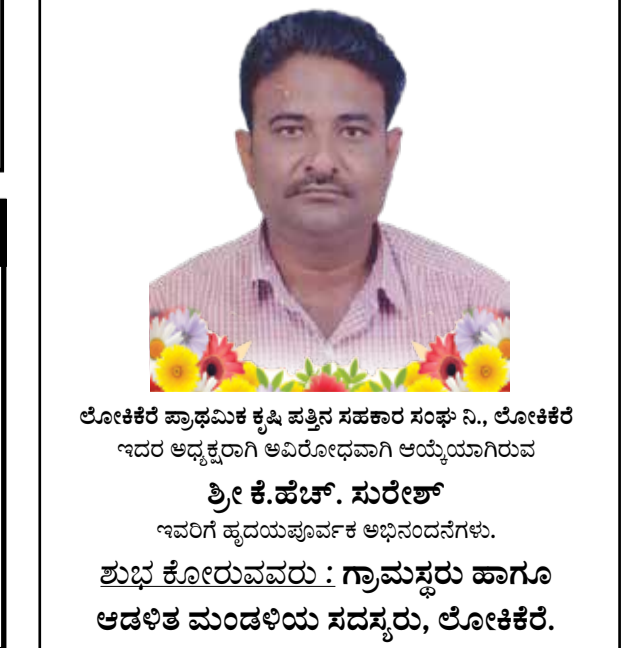 ಲೋಕಿಕೆರೆ ಪ್ರಾಥಮಿಕ ಕೃಷಿ ಪತ್ತಿನ ಸಹಕಾರ ಸಂಘ ನಿ., ಲೋಕಿಕೆರೆ
ಇದರ ಅಧ್ಯಕ್ಷರಾಗಿ ಅವಿರೋಧವಾಗಿ ಆಯ್ಕೆಯಾಗಿರುವ
ಶ್ರೀ ಕೆ.ಹೆಚ್. ಸುರೇಶ್
ಇವರಿಗೆ ಹೃದಯಪೂರ್ವಕ ಅಭಿನಂದನೆಗಳು.
ಶುಭ ಕೋರುವವರು : ಗ್ರಾಮಸ್ಥರು ಹಾಗೂ
ಆಡಳಿತ ಮಂಡಳಿಯ ಸದಸ್ಯರು, ಲೋಕಿಕೆರೆ.